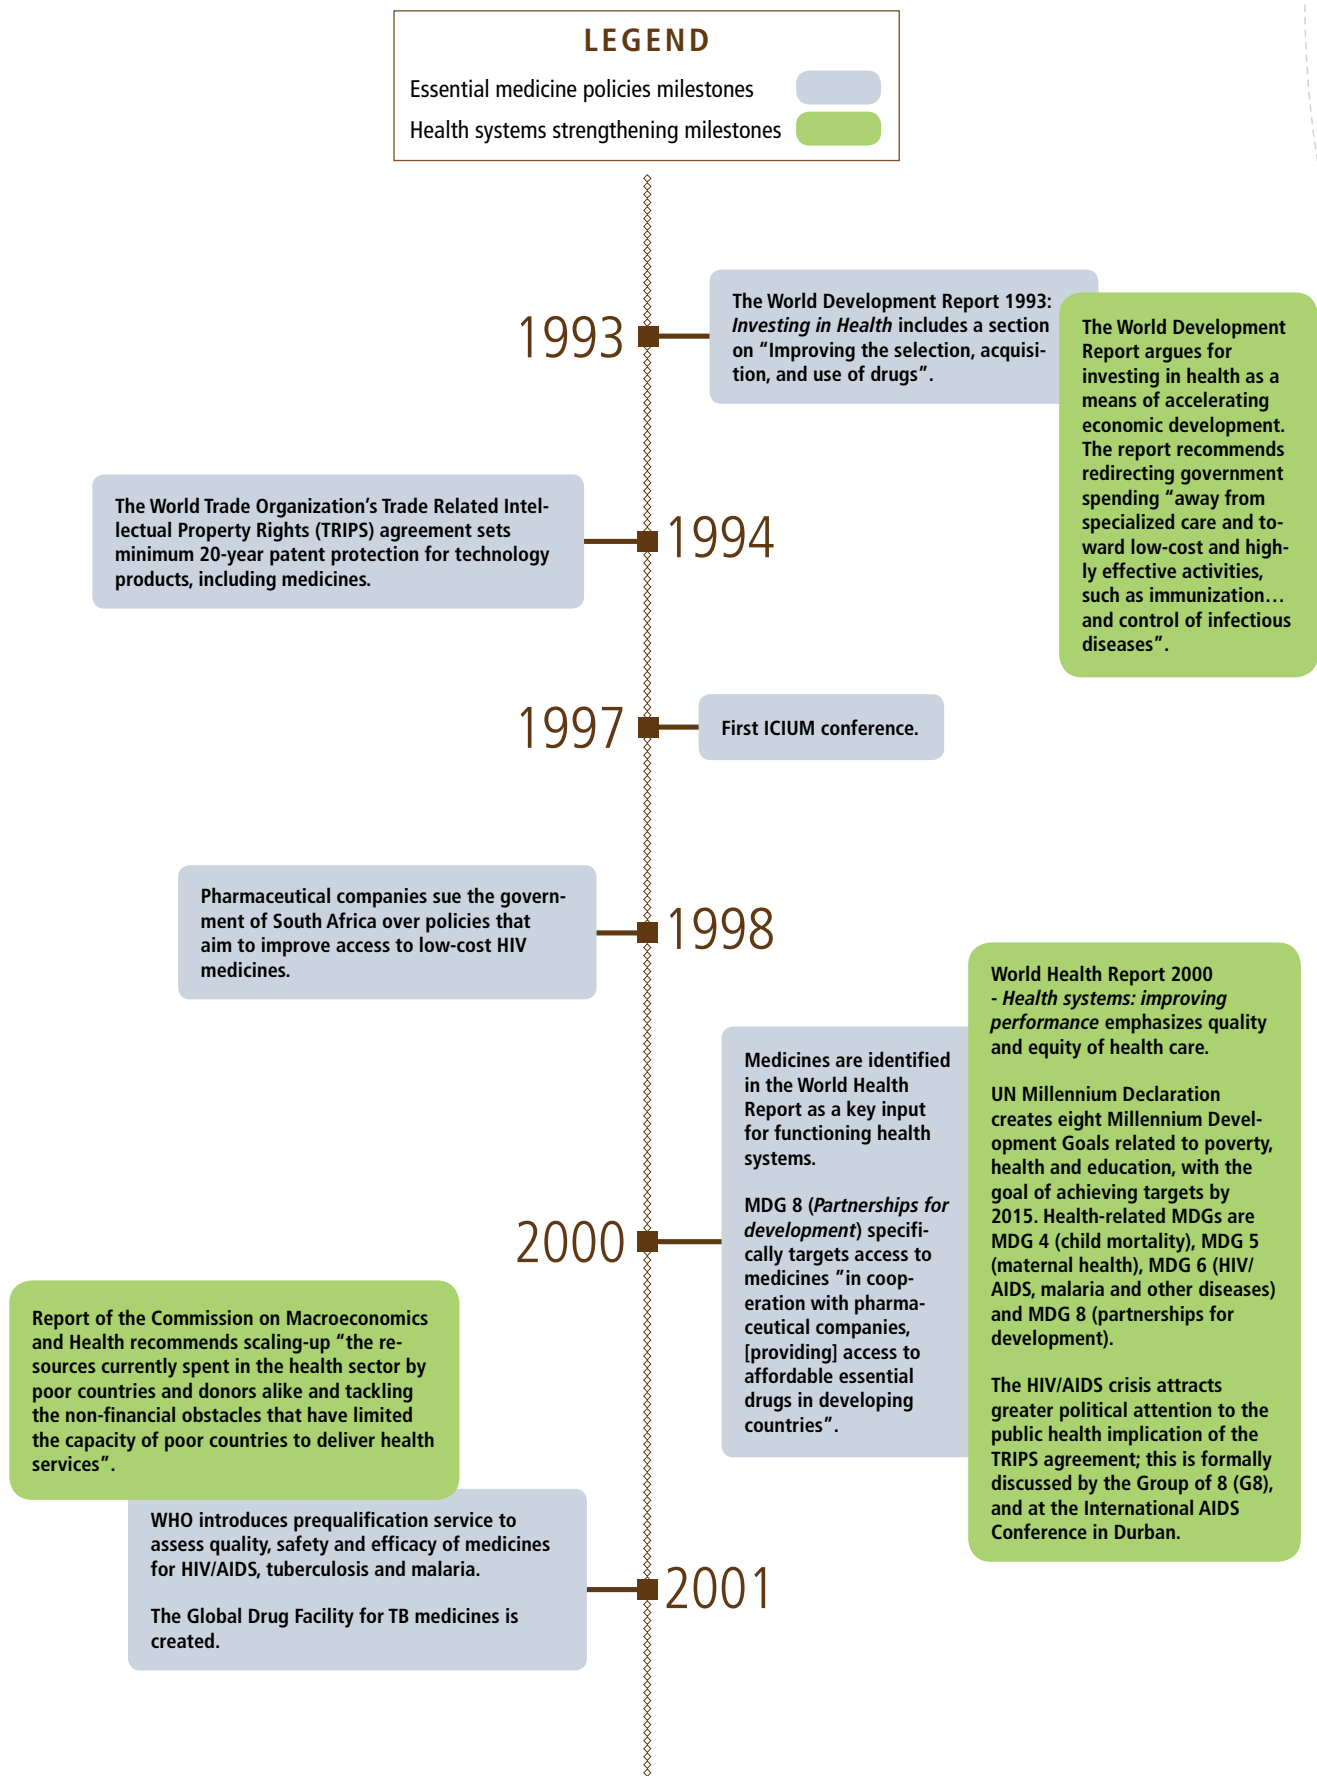 LEGEND
Essential medicine policies milestones
Health systems strengthening milestones
1993
The World Development Report 1993:
Investing in Health includes a section
on “Improving the selection, acquisi-
tion, and use of drugs”.
The World Development
Report argues for
investing in health as a
means of accelerating
economic development.
The report recommends
redirecting government
spending “away from
specialized care and to-
ward low-cost and high-
ly effective activities,
such as immunization…
and control of infectious
diseases”.
The World Trade Organization’s Trade Related Intel-
lectual Property Rights (TRIPS) agreement sets
minimum 20-year patent protection for technology
products, including medicines.
1994
1997
First ICIUM conference.
Pharmaceutical companies sue the govern-
ment of South Africa over policies that
aim to improve access to low-cost HIV
medicines.
1998
2000
Medicines are identified
in the World Health
Report as a key input
for functioning health
systems.
MDG 8 (Partnerships for
development) specifi-
cally targets access to
medicines ”in coop-
eration with pharma-
ceutical companies,
[providing] access to
affordable essential
drugs in developing
countries”.
World Health Report 2000
- Health systems: improving
performance emphasizes quality
and equity of health care.
UN Millennium Declaration
creates eight Millennium Devel-
opment Goals related to poverty,
health and education, with the
goal of achieving targets by
2015. Health-related MDGs are
MDG 4 (child mortality), MDG 5
(maternal health), MDG 6 (HIV/
AIDS, malaria and other diseases)
and MDG 8 (partnerships for
development).
The HIV/AIDS crisis attracts
greater political attention to the
public health implication of the
TRIPS agreement; this is formally
discussed by the Group of 8 (G8),
and at the International AIDS
Conference in Durban.
Report of the Commission on Macroeconomics
and Health recommends scaling-up “the re-
sources currently spent in the health sector by
poor countries and donors alike and tackling
the non-financial obstacles that have limited
the capacity of poor countries to deliver health
services”.
WHO introduces prequalification service to
assess quality, safety and efficacy of medicines
for HIV/AIDS, tuberculosis and malaria.
The Global Drug Facility for TB medicines is
created.
2001